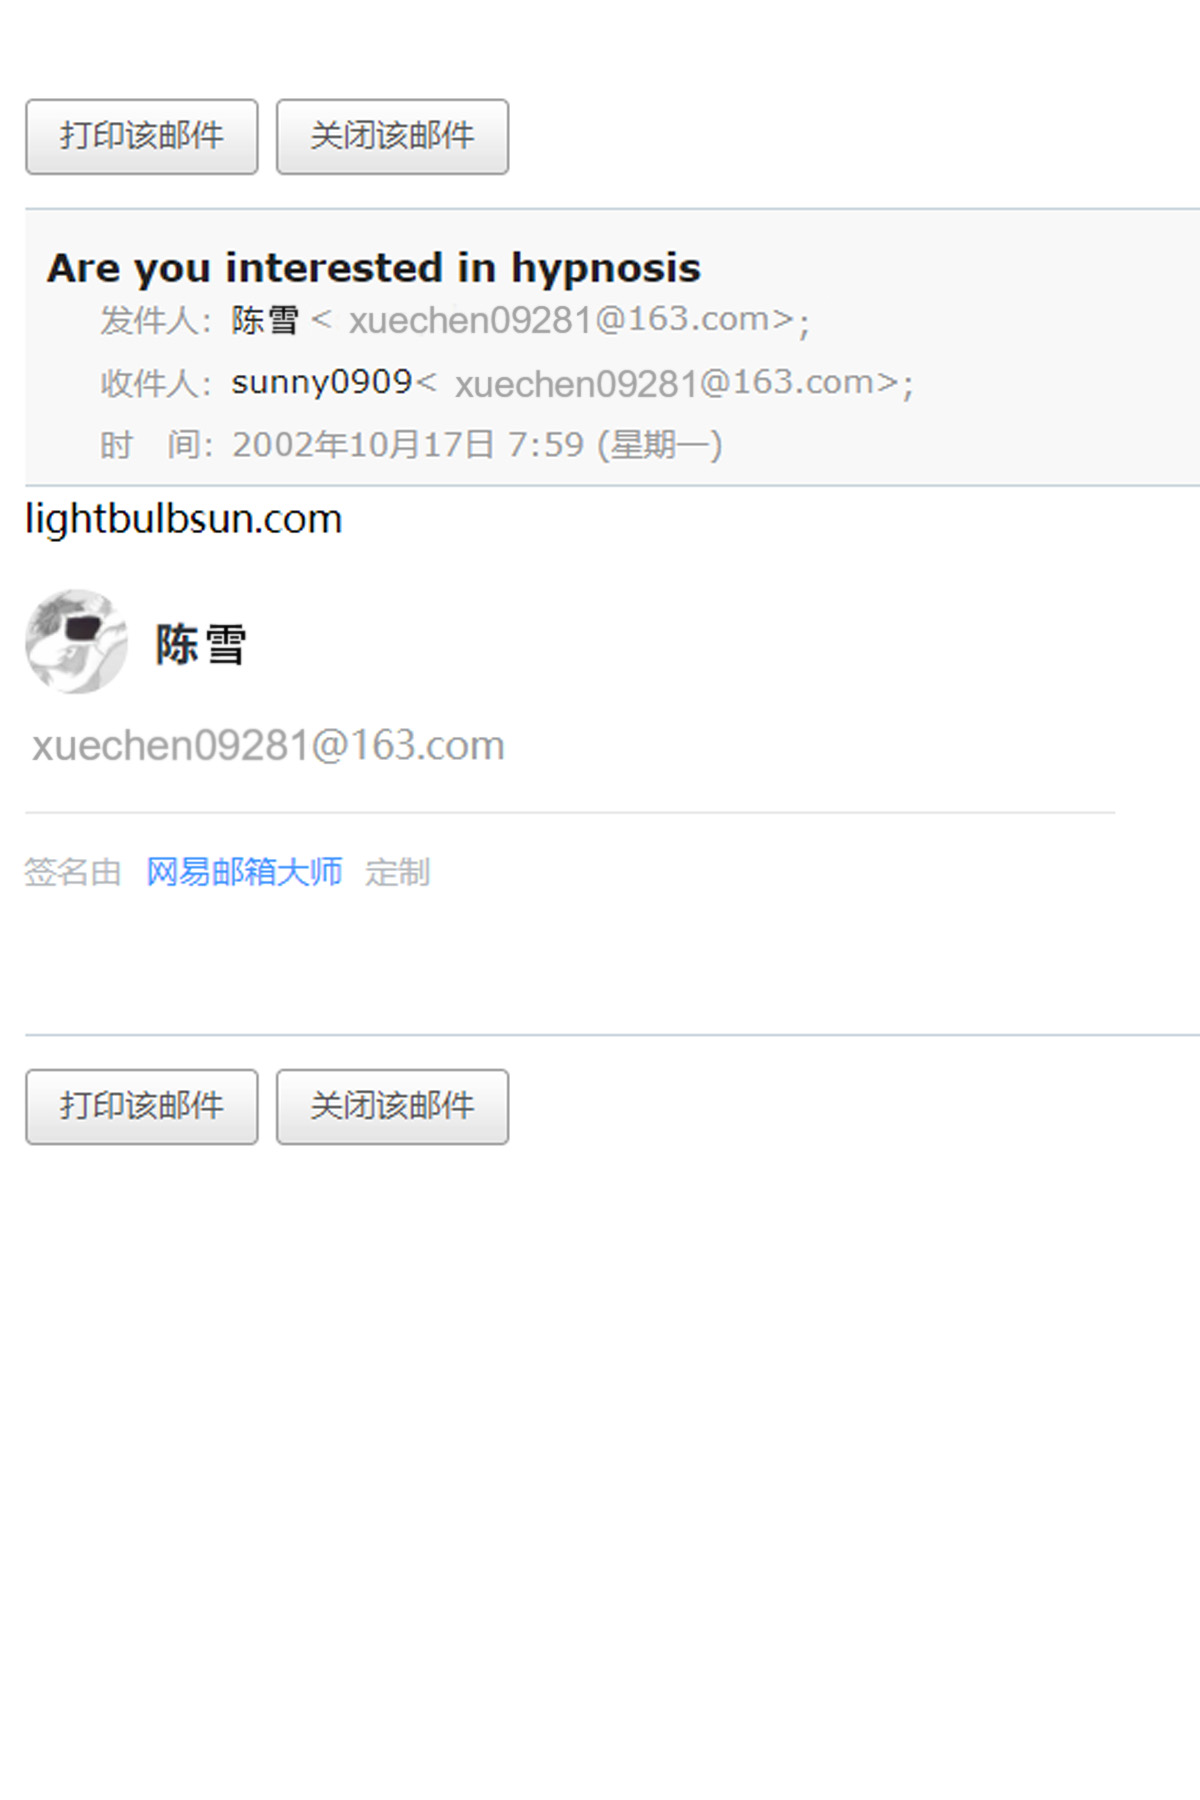 打印该邮件 关闭该邮件
Are you interested in hypnosis
发件人: 陈雪 < xuechen09281@163.com>;
收件人: sunny0909< xuechen09281@163.com>;
时 间: 2002年10月17日 7:59 (星期一)
lightbulbsun.com
陈雪
xuechen09281@163.com
签名由 网易邮箱大师 定制
打印该邮件 关闭该邮件